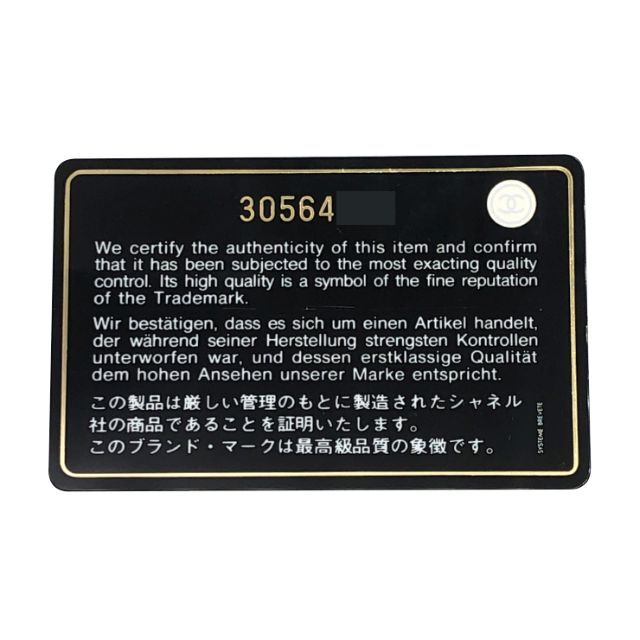 30564
We certify the authenticity of this item and confirm
that it has been subjected to the most exacting quality
control. Its high quality is a symbol of the fine reputation
of the Trademark.
Wir bestätigen, dass es sich um einen Artikel handelt,
der während seiner Herstellung strengsten Kontrollen
unterworfen war, und dessen erstklassige Qualität
dem hohen Ansehen unserer Marke entspricht.
この製品は厳しい管理のもとに製造されたシャネル
社の商品であることを証明いたします。
このブランド・マークは最高級品質の象徴です。
SYSTEME BREVETE